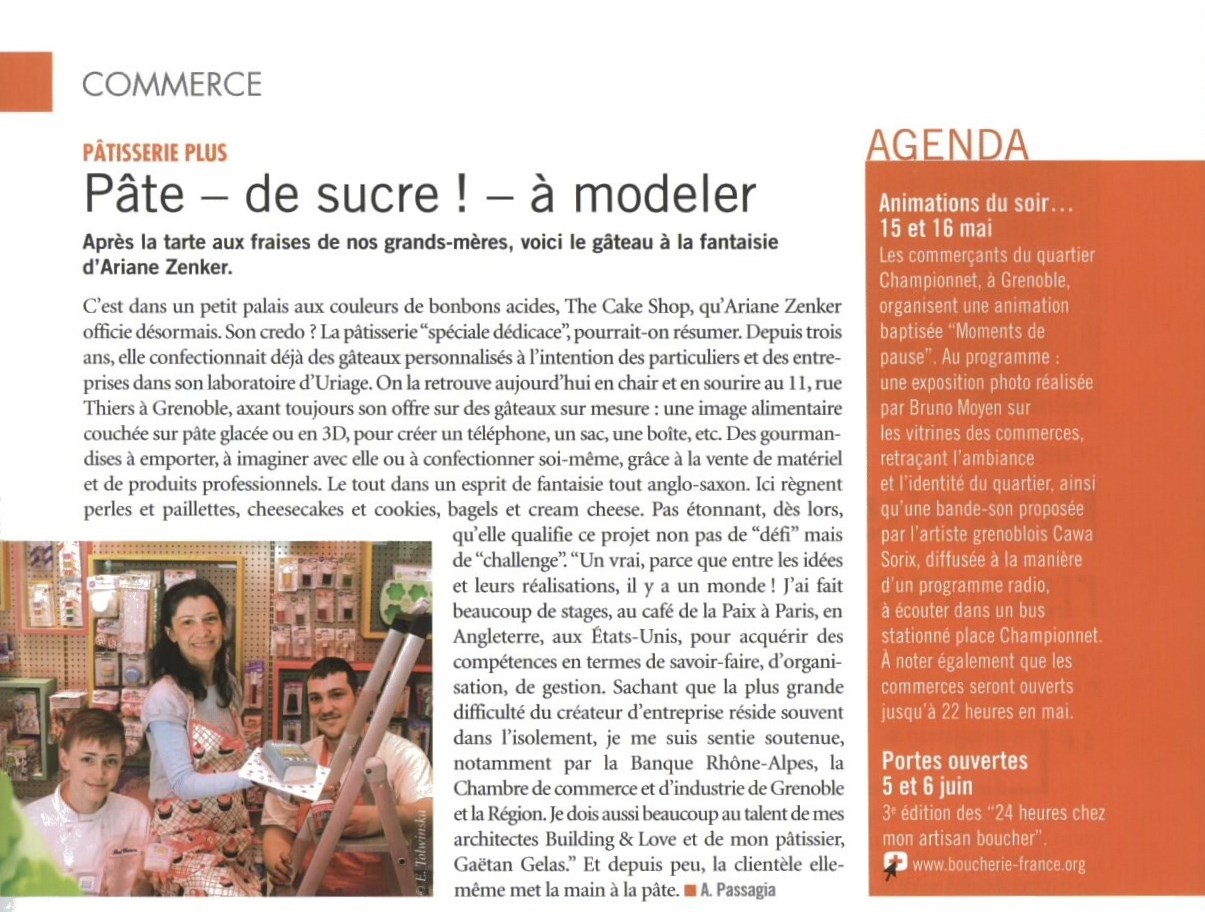 COMMERCE
PÂTISSERIE PLUS
Pâte – de sucre ! – à modeler
Après la tarte aux fraises de nos grands-mères, voici le gâteau à la fantaisie
d’Ariane Zenker.
C’est dans un petit palais aux couleurs de bonbons acides, The Cake Shop, qu’Ariane Zenker
officie désormais. Son credo ? La pâtisserie “spéciale dédicace”, pourrait-on résumer. Depuis trois
ans, elle confectionnait déjà des gâteaux personnalisés à l’intention des particuliers et des entre-
prises dans son laboratoire d’Uriage. On la retrouve aujourd’hui en chair et en sourire au 11, rue
Thiers à Grenoble, axant toujours son offre sur des gâteaux sur mesure : une image alimentaire
couchée sur pâte glacée ou en 3D, pour créer un téléphone, un sac, une boîte, etc. Des gourman-
dises à emporter, à imaginer avec elle ou à confectionner soi-même, grâce à la vente de matériel
et de produits professionnels. Le tout dans un esprit de fantaisie tout anglo-saxon. Ici règnent
perles et paillettes, cheesecakes et cookies, bagels et cream cheese. Pas étonnant, dès lors,
qu’elle qualifie ce projet non pas de “défi” mais
de “challenge”. “Un vrai, parce que entre les idées
et leurs réalisations, il y a un monde ! J’ai fait
beaucoup de stages, au café de la Paix à Paris, en
Angleterre, aux États-Unis, pour acquérir des
compétences en termes de savoir-faire, d’organi-
sation, de gestion. Sachant que la plus grande
difficulté du créateur d’entreprise réside souvent
dans l’isolement, je me suis sentie soutenue,
notamment par la Banque Rhône-Alpes, la
Chambre de commerce et d’industrie de Grenoble
et la Région. Je dois aussi beaucoup au talent de mes
architectes Building & Love et de mon pâtissier,
Gaëtan Gelas.” Et depuis peu, la clientèle elle-
même met la main à la pâte. ■ A. Passagia
© E. Tolwinska
AGENDA
Animations du soir…
15 et 16 mai
Les commerçants du quartier
Championnet, à Grenoble,
organisent une animation
baptisée “Moments de
pause”. Au programme :
une exposition photo réalisée
par Bruno Moyen sur
les vitrines des commerces,
retraçant l’ambiance
et l’identité du quartier, ainsi
qu’une bande-son proposée
par l’artiste grenoblois Cawa
Sorix, diffusée à la manière
d’un programme radio,
à écouter dans un bus
stationné place Championnet.
À noter également que les
commerces seront ouverts
jusqu’à 22 heures en mai.
Portes ouvertes
5 et 6 juin
3e édition des “24 heures chez
mon artisan boucher”.
www.boucherie-france.org